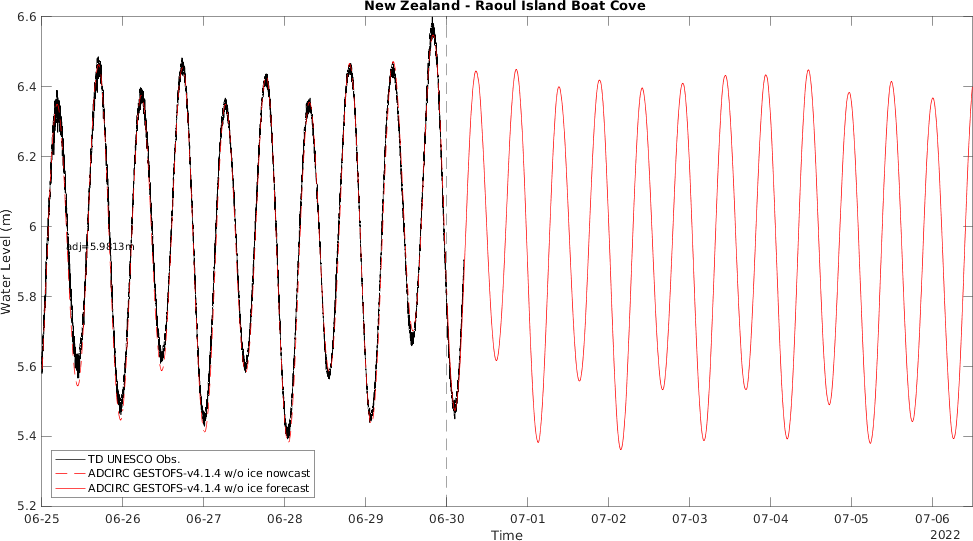 New Zealand - Raoul Island Boat Cove
Water Level (m)
6.6
6.4
6.2
6
5.8
5.6
5.4
5.2
adj=5.9813m
TD UNESCO Obs.
ADCIRC GESTOFS-v4.1.4 w/o ice nowcast
ADCIRC GESTOFS-v4.1.4 w/o ice forecast
06-25 06-26 06-27 06-28 06-29 06-30 07-01 07-02 07-03 07-04 07-05 07-06
Time
2022